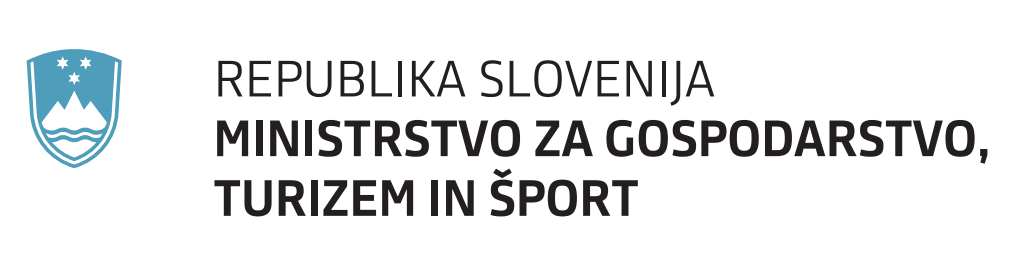 REPUBLIKA SLOVENIJA
MINISTRSTVO ZA GOSPODARSTVO,
TURIZEM IN ŠPORT